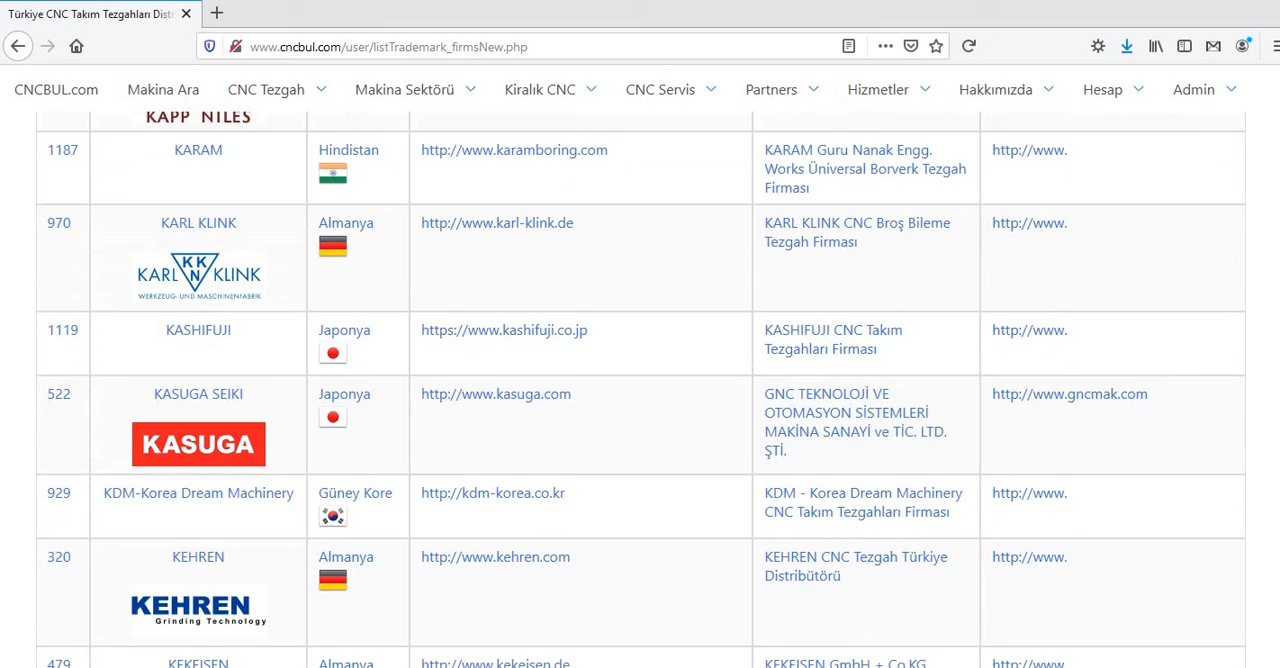 Türkiye CNC Takım Tezgahları Dist
www.cncbul.com/user/listTrademark_firmsNew.php
CNCBUL.com Makina Ara CNC Tezgah Makina Sektörü Kiralık CNC CNC Servis Partners Hizmetler Hakkımızda Hesap Admin
KAPP NILES
1187 KARAM Hindistan http://www.karamboring.com KARAM Guru Nanak Engg. http://www.
Works Üniversal Borverk Tezgah
Firması
970 KARL KLINK Almanya http://www.karl-klink.de KARL KLINK CNC Broş Bileme http://www.
Tezgah Firması
KK
KARL N KLINK
WERKZEUG- UND MASCHINENFABRIK
1119 KASHIFUJI Japonya https://www.kashifuji.co.jp KASHIFUJI CNC Takım http://www.
Tezgahları Firması
522 KASUGA SEIKI Japonya http://www.kasuga.com GNC TEKNOLOJİ VE http://www.gncmak.com
OTOMASYON SİSTEMLERİ
MAKİNA SANAYİ ve TİC. LTD.
ŞTİ.
KASUGA
929 KDM-Korea Dream Machinery Güney Kore http://kdm-korea.co.kr KDM - Korea Dream Machinery http://www.
CNC Takım Tezgahları Firması
320 KEHREN Almanya http://www.kehren.com KEHREN CNC Tezgah Türkiye http://www.
Distribütörü
KEHREN
Grinding Technology
479 KEKEISEN Almanya http://www.kekeisen.de KEKEISEN GmbH + Co.KG http://www.